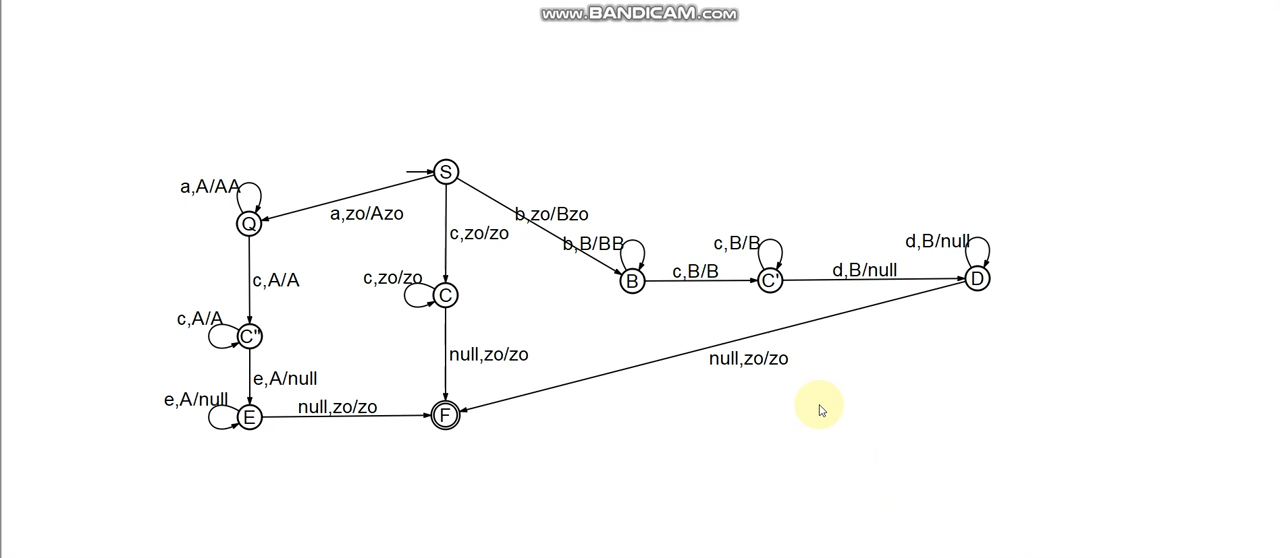 www.BANDICAM.com
S
a,A/AA
Q
a,zo/Azo
b,zo/Bzo
c,zo/zo
b,B/BB
c,B/B
d,B/null
c,A/A
c,zo/zo
C
B
c,B/B
C'
d,B/null
D
c,A/A
C"
null,zo/zo
null,zo/zo
e,A/null
e,A/null
E
null,zo/zo
F